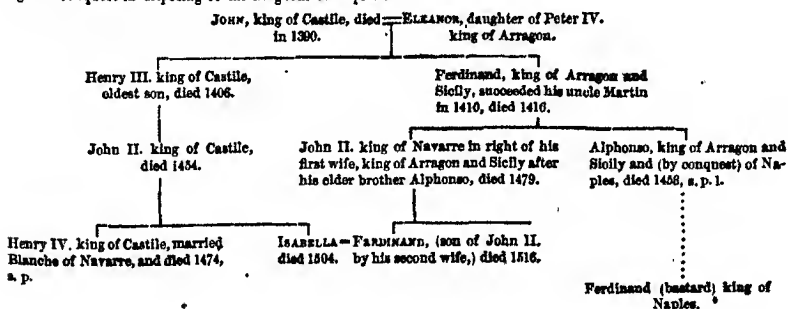 JOHN, king of Castile, died = ELEANOR, daughter of Peter IV.
in 1390. king of Arragon.
Henry III. king of Castile,
oldest son, died 1406.
Ferdinand, king of Arragon and
Sicily, succeeded his uncle Martin
in 1410, died 1416.
John II. king of Castile,
died 1454.
John II. king of Navarre in right of his
first wife, king of Arragon and Sicily after
his elder brother Alphonso, died 1479.
Alphonso, king of Arragon and
Sicily and (by conquest) of Na-
ples, died 1458, s. p. l.
Henry IV. king of Castile, married
Blanche of Navarre, and died 1474,
s. p.
ISABELLA = FARDINAND, (son of John II.
died 1504. by his second wife,) died 1516.
Ferdinand (bastard) king of
Naples.